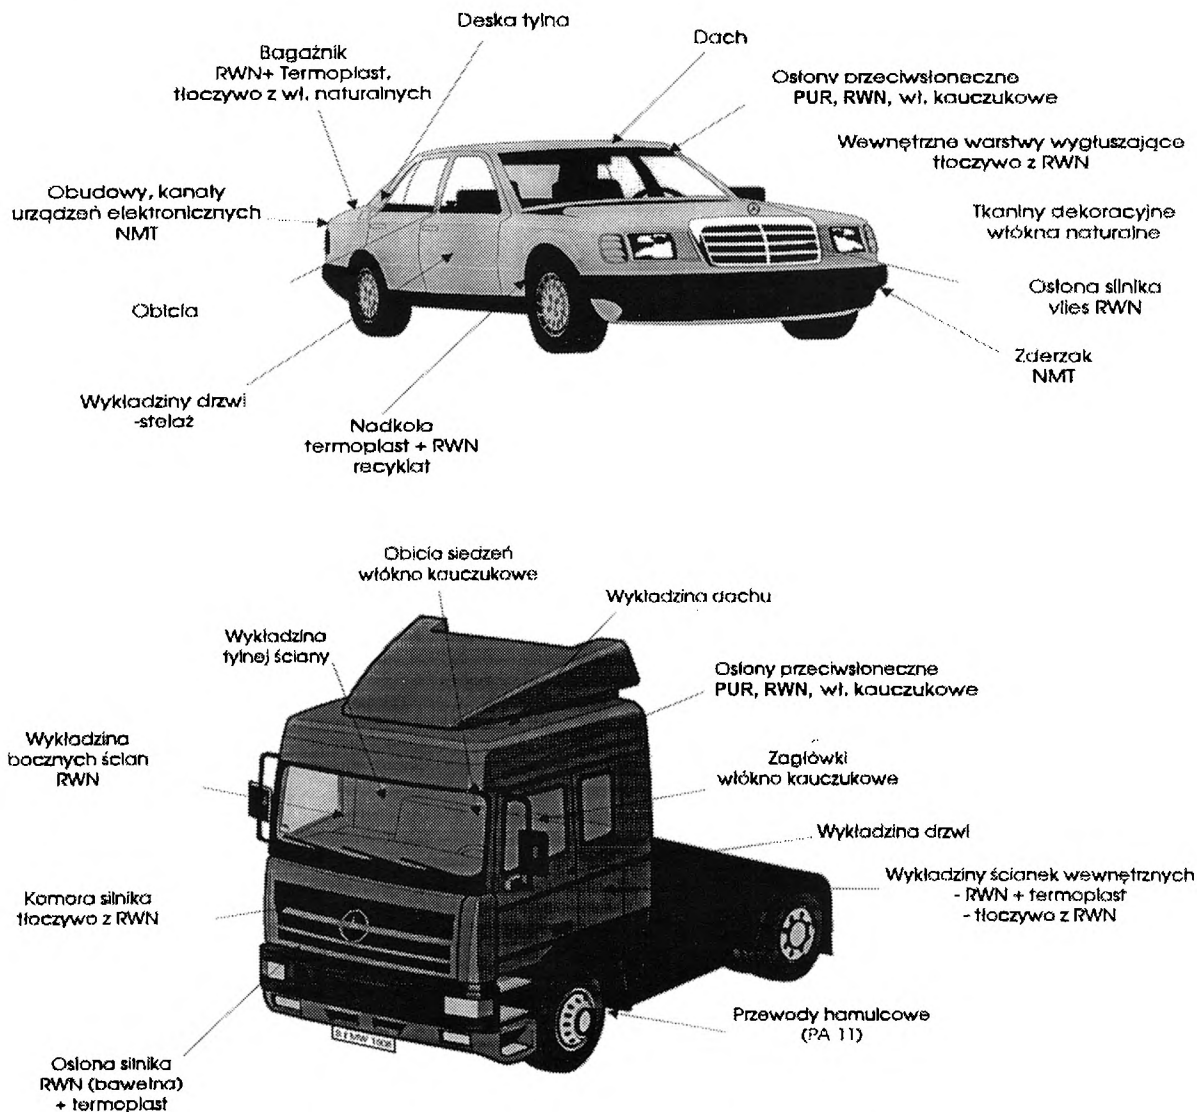 Deska tylna
Dach
Bagażnik
RWN+ Termoplast,
tłoczywo z wł. naturalnych
Osłony przeciwsłoneczne
PUR, RWN, wł. kauczukowe
Wewnętrzne warstwy wygłuszające
tłoczywo z RWN
Obudowy, kanały
urządzeń elektronicznych
NMT
Tkaniny dekoracyjne
włókna naturalne
Obicia
Osłona silnika
vlies RWN
Zderzak
NMT
Wykładziny drzwi
-stelaż
Nadkola
termoplast + RWN
recyklat
Obicia siedzeń
włókno kauczukowe
Wykładzina dachu
Wykładzina
tylnej ściany
Osłony przeciwsłoneczne
PUR, RWN, wł. kauczukowe
Wykładzina
bocznych ścian
RWN
Zagłówki
włókno kauczukowe
Wykładzina drzwi
Wykładziny ścianek wewnętrznych
- RWN + termoplast
- tłoczywo z RWN
Komora silnika
tłoczywo z RWN
Przewody hamulcowe
(PA 11)
Osłona silnika
RWN (bawełna)
+ termoplast